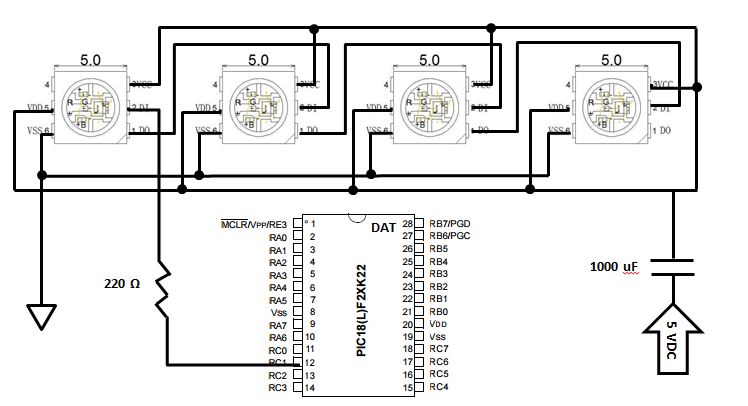 5.0 5.0 5.0 5.0
4 3VCC 4 3VCC 4 3VCC 4 3VCC
VDD 5 2 DI VDD 5 2 DI VDD 5 2 DI VDD 5 2 DI
VSS 6 1 DO VSS 6 1 DO VSS 6 1 DO VSS 6 1 DO
220 Ω
MCLR/VPP/RE3 1 DAT 28 RB7/PGD
RA0 2 27 RB6/PGC
RA1 3 26 RB5
RA2 4 25 RB4
RA3 5 24 RB3
RA4 6 23 RB2
RA5 7 22 RB1
VSS 8 21 RB0
RA7 9 20 VDD
RA6 10 19 VSS
RC0 11 18 RC7
RC1 12 17 RC6
RC2 13 16 RC5
RC3 14 15 RC4
PIC18(L)F2XK22
1000 uF
5 VDC